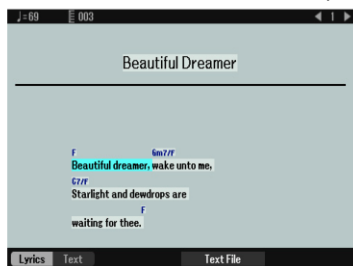 ♩=69 003 1
Beautiful Dreamer
F Gm7/F
Beautiful dreamer, wake unto me,
G7/F
Starlight and dewdrops are
F
waiting for thee.
Lyrics Text Text File